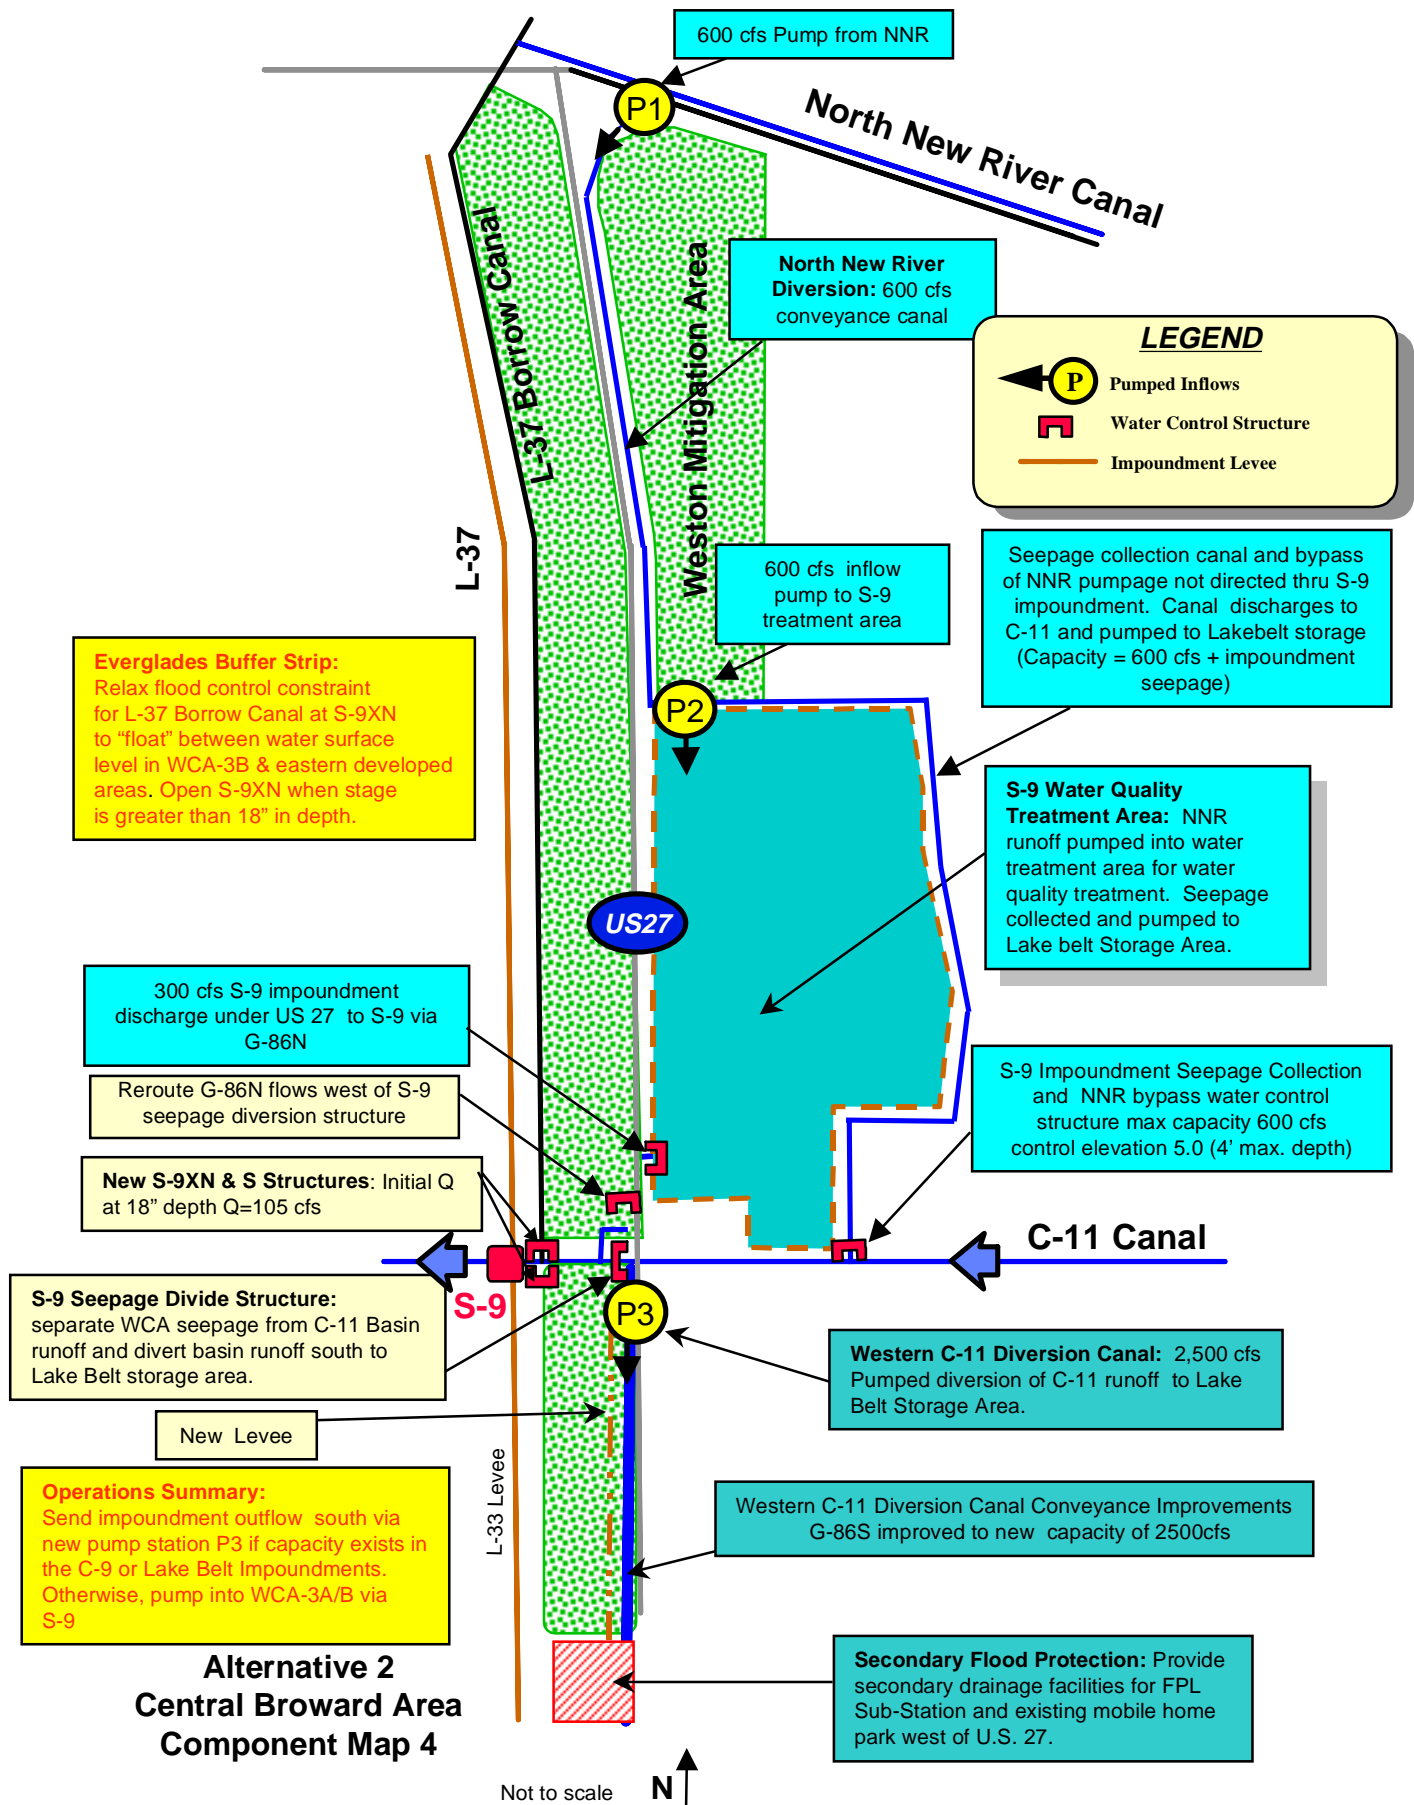 600 cfs Pump from NNR
P1
North New River Canal
L-37 Borrow Canal
Weston Mitigation Area
North New River
Diversion: 600 cfs
conveyance canal
LEGEND
P
Pumped Inflows
Water Control Structure
Impoundment Levee
L-37
600 cfs inflow
pump to S-9
treatment area
Seepage collection canal and bypass
of NNR pumpage not directed thru S-9
impoundment. Canal discharges to
C-11 and pumped to Lakebelt storage
(Capacity = 600 cfs + impoundment
seepage)
Everglades Buffer Strip:
Relax flood control constraint
for L-37 Borrow Canal at S-9XN
to “float” between water surface
level in WCA-3B & eastern developed
areas. Open S-9XN when stage
is greater than 18” in depth.
P2
S-9 Water Quality
Treatment Area: NNR
runoff pumped into water
treatment area for water
quality treatment. Seepage
collected and pumped to
Lake belt Storage Area.
US27
300 cfs S-9 impoundment
discharge under US 27 to S-9 via
G-86N
Reroute G-86N flows west of S-9
seepage diversion structure
S-9 Impoundment Seepage Collection
and NNR bypass water control
structure max capacity 600 cfs
control elevation 5.0 (4’ max. depth)
New S-9XN & S Structures: Initial Q
at 18” depth Q=105 cfs
C-11 Canal
S-9
S-9 Seepage Divide Structure:
separate WCA seepage from C-11 Basin
runoff and divert basin runoff south to
Lake Belt storage area.
P3
Western C-11 Diversion Canal: 2,500 cfs
Pumped diversion of C-11 runoff to Lake
Belt Storage Area.
New Levee
L-33 Levee
Operations Summary:
Send impoundment outflow south via
new pump station P3 if capacity exists in
the C-9 or Lake Belt Impoundments.
Otherwise, pump into WCA-3A/B via
S-9
Western C-11 Diversion Canal Conveyance Improvements
G-86S improved to new capacity of 2500cfs
Secondary Flood Protection: Provide
secondary drainage facilities for FPL
Sub-Station and existing mobile home
park west of U.S. 27.
Alternative 2
Central Broward Area
Component Map 4
Not to scale
N